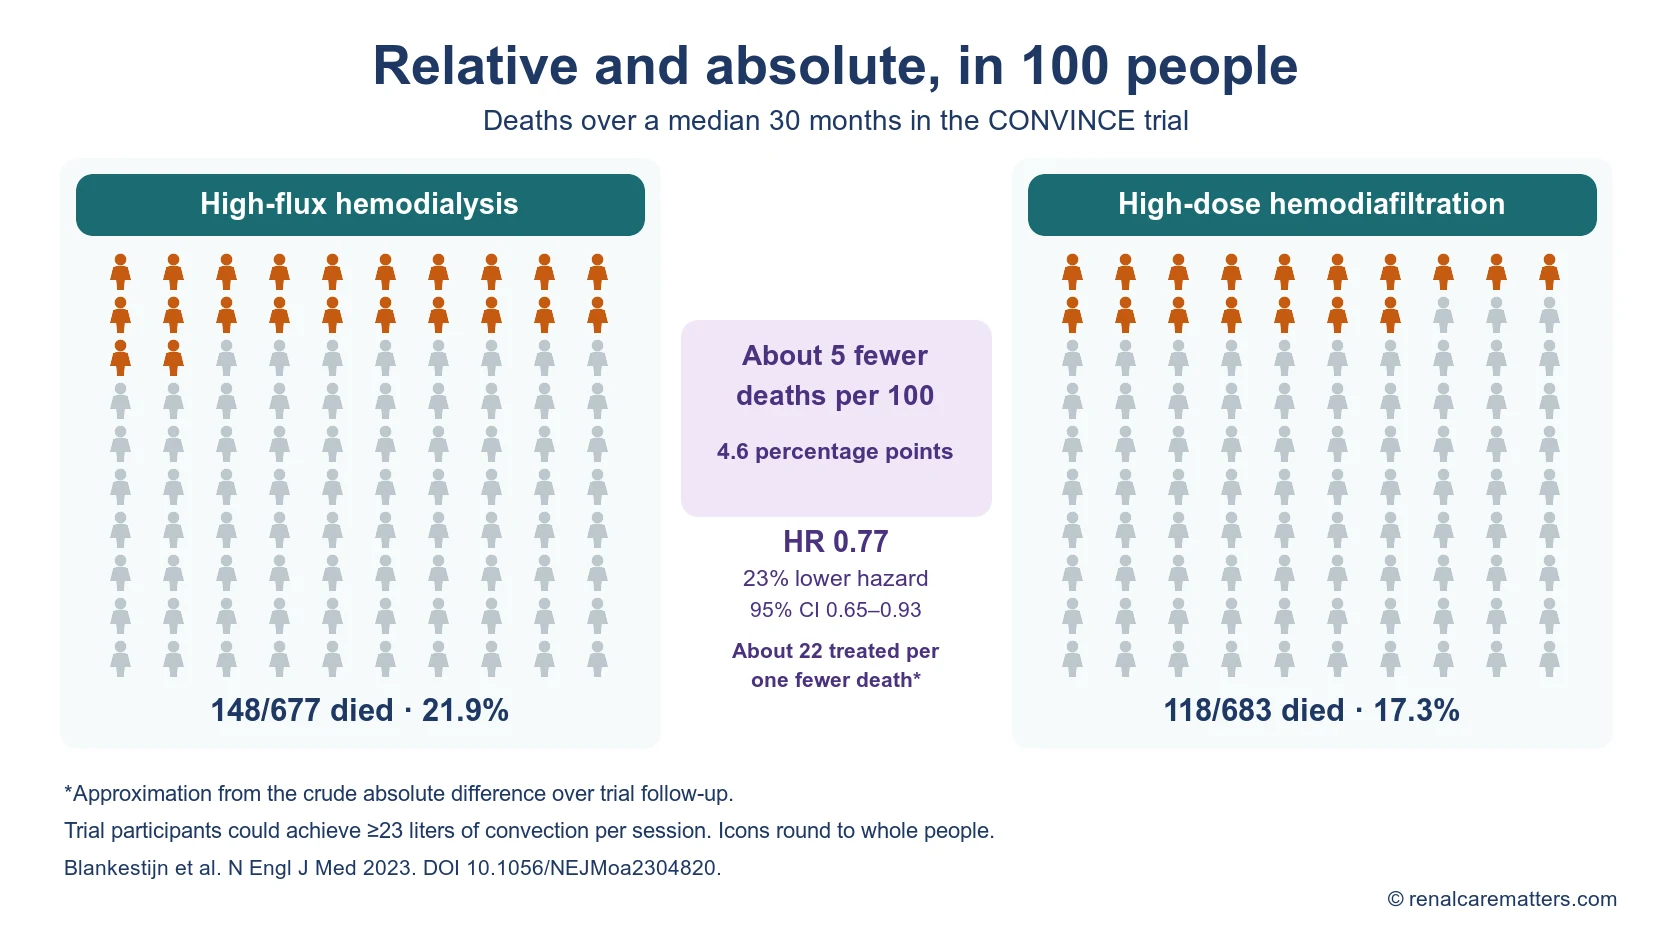 Relative and absolute, in 100 people
Deaths over a median 30 months in the CONVINCE trial
High-flux hemodialysis
148/677 died · 21.9%
About 5 fewer
deaths per 100
4.6 percentage points
HR 0.77
23% lower hazard
95% CI 0.65–0.93
About 22 treated per
one fewer death*
High-dose hemodiafiltration
118/683 died · 17.3%
*Approximation from the crude absolute difference over trial follow-up.
Trial participants could achieve ≥23 liters of convection per session. Icons round to whole people.
Blankestijn et al. N Engl J Med 2023. DOI 10.1056/NEJMoa2304820.
© renalcarematters.com